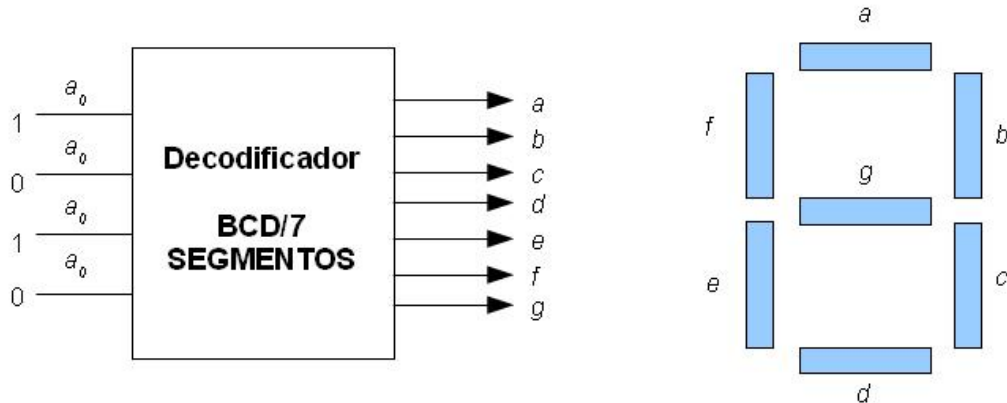 a₀
1
a₀
0
a₀
1
a₀
0
Decodificador
BCD/7
SEGMENTOS
a
b
c
d
e
f
g
a
f
b
g
e
c
d